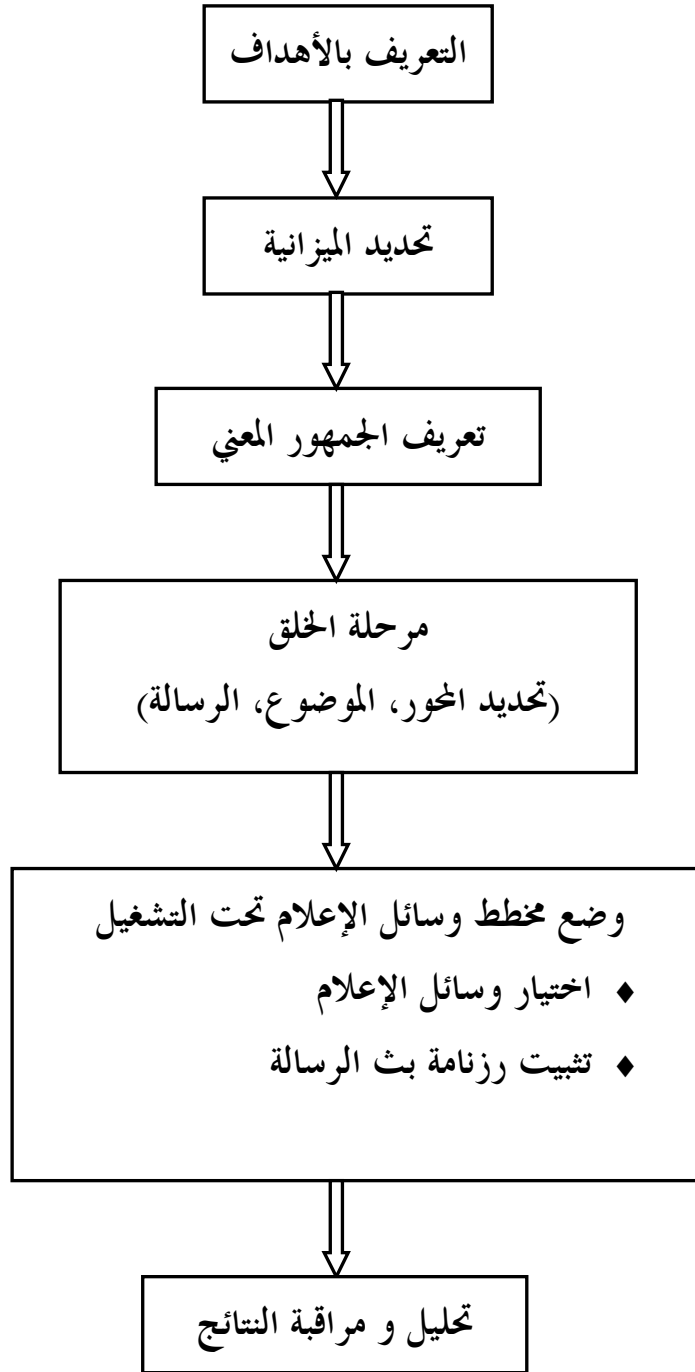 التعريف بالأهداف
تحديد الميزانية
تعريف الجمهور المعني
مرحلة الخلق
(تحديد المحور، الموضوع، الرسالة)
وضع مخطط وسائل الإعلام تحت التشغيل
♦ اختيار وسائل الإعلام
♦ تثبيت رزنامة بث الرسالة
تحليل و مراقبة النتائج